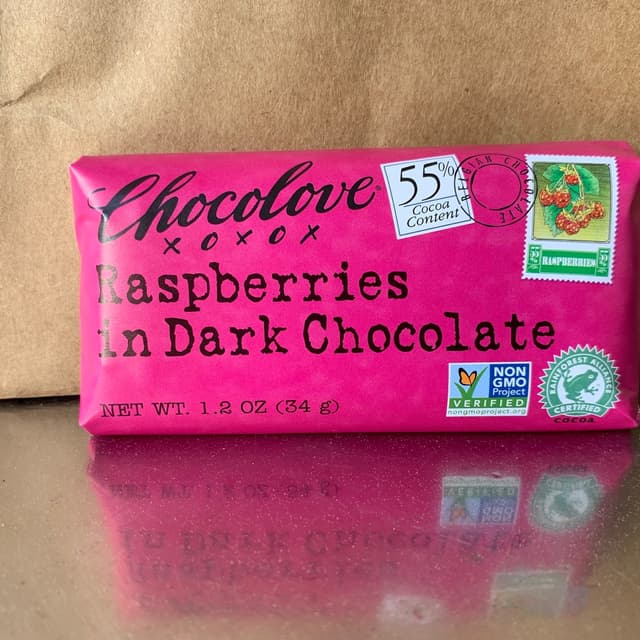 Chocolove
xoxox
Raspberries
in Dark Chocolate
NET WT. 1.2 OZ (34 g)
55%
Cocoa
Content
BELGIAN CHOCOLATE
RASPBERRIES
NON
GMO
Project
VERIFIED
nongmoproject.org
RAINFOREST ALLIANCE
CERTIFIED
COCOA